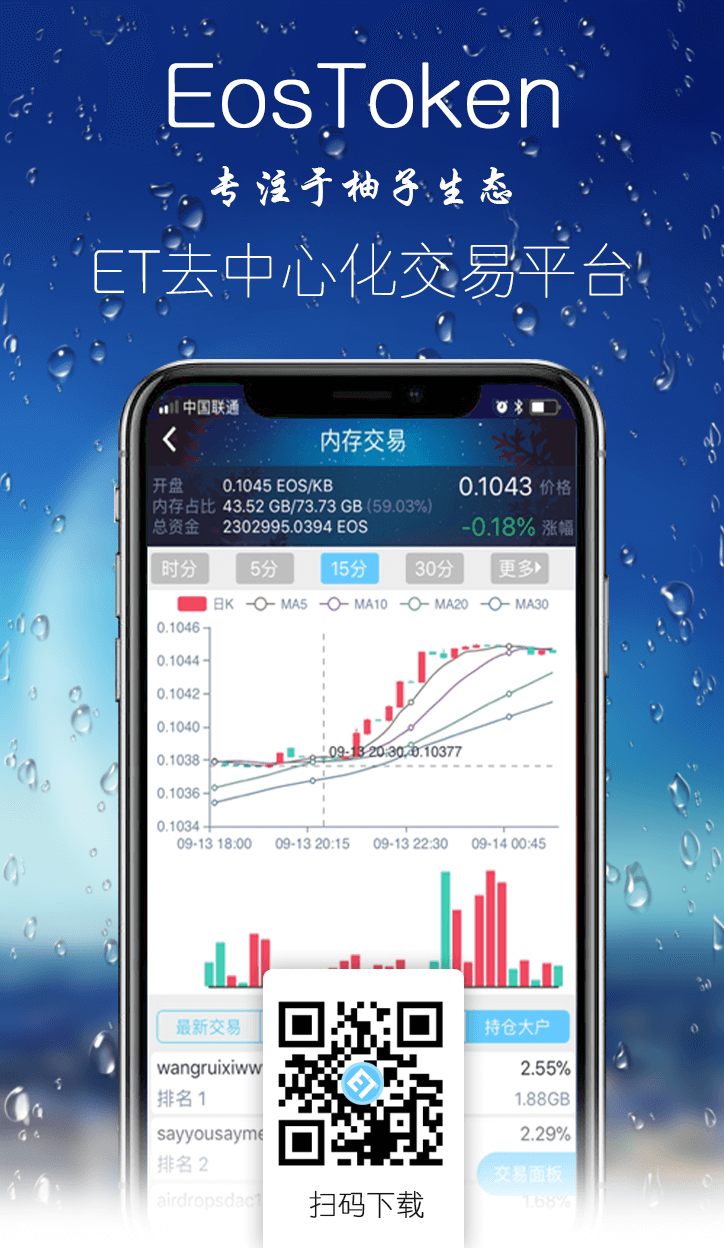 EosToken
专注于柚子生态
ET去中心化交易平台
中国联通
内存交易
开盘 0.1045 EOS/KB 0.1043 价格
内存占比 43.52 GB/73.73 GB (59.03%)
总资金 2302995.0394 EOS -0.18% 涨幅
时分 5分 15分 30分 更多
日K MA5 MA10 MA20 MA30
0.1046
0.1044
0.1042
0.1040
09-13 20:30, 0.10377
0.1038
0.1036
0.1034
09-13 18:00 09-13 20:15 09-13 22:30 09-14 00:45
最新交易 持仓大户
wangruixiww 2.55%
排名 1 1.88GB
sayyousayme 2.29%
排名 2
交易面板
airdropsdac1 1.68%
扫码下载